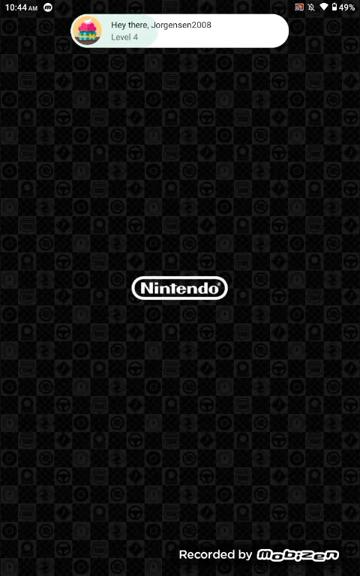 10:44 AM 49%
Hey there, Jorgensen2008
Level 4
Nintendo®
Recorded by Mobizen